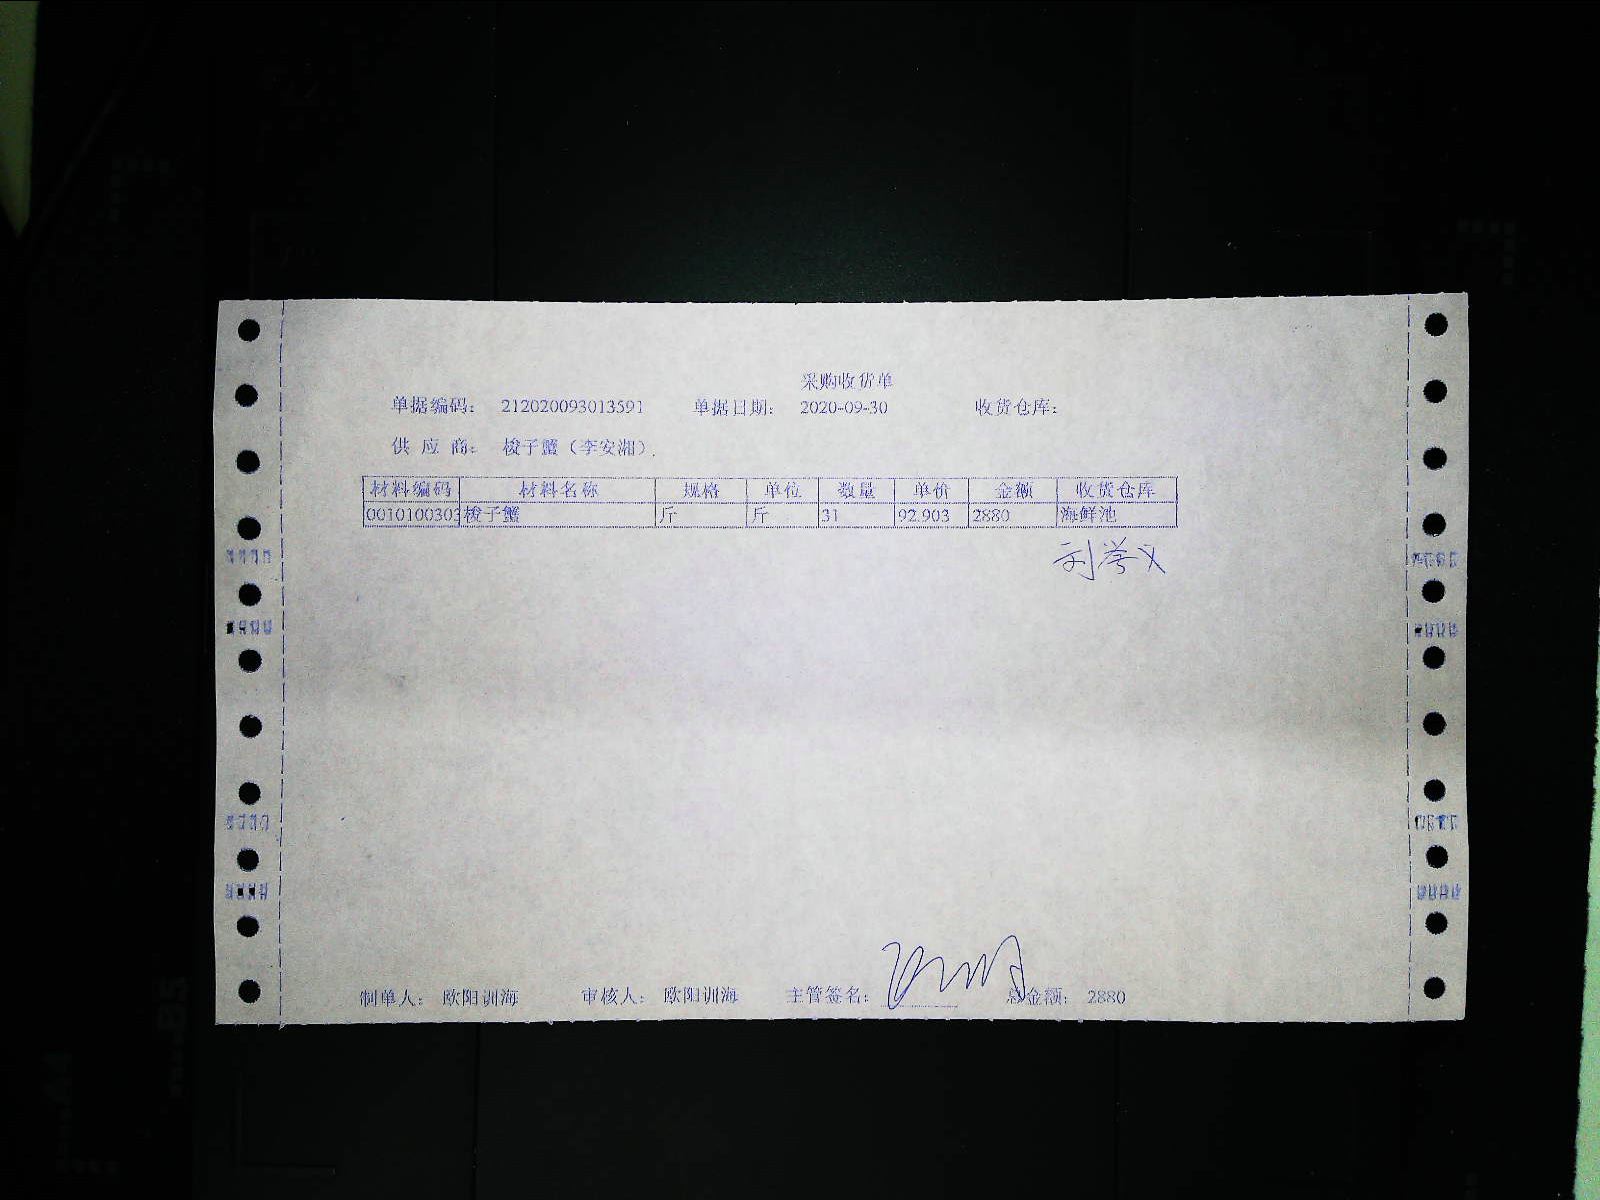 采购收货单
单据编码： 212020093013591 单据日期： 2020-09-30 收货仓库：
供 应 商： 梭子蟹（李安湘）
材料编码 材料名称 规格 单位 数量 单价 金额 收货仓库
0010100303 梭子蟹 斤 斤 31 92.903 2880 海鲜池
刘
制单人： 欧阳训海 审核人： 欧阳训海 主管签名： 总金额： 2880